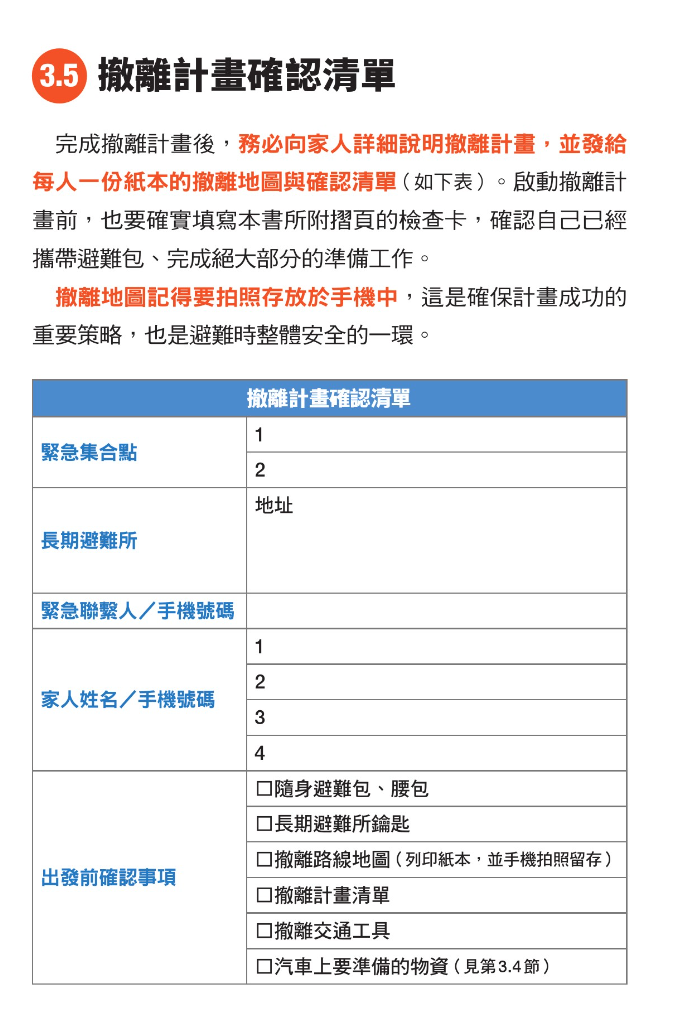 3.5 撤離計畫確認清單
完成撤離計畫後，務必向家人詳細說明撤離計畫，並發給
每人一份紙本的撤離地圖與確認清單（如下表）。啟動撤離計
畫前，也要確實填寫本書所附摺頁的檢查卡，確認自己已經
攜帶避難包、完成絕大部分的準備工作。
撤離地圖記得要拍照存放於手機中，這是確保計畫成功的
重要策略，也是避難時整體安全的一環。
撤離計畫確認清單
緊急集合點
1
2
長期避難所
地址
緊急聯繫人／手機號碼
家人姓名／手機號碼
1
2
3
4
出發前確認事項
□隨身避難包、腰包
□長期避難所鑰匙
□撤離路線地圖（列印紙本，並手機拍照留存）
□撤離計畫清單
□撤離交通工具
□汽車上要準備的物資（見第3.4節）